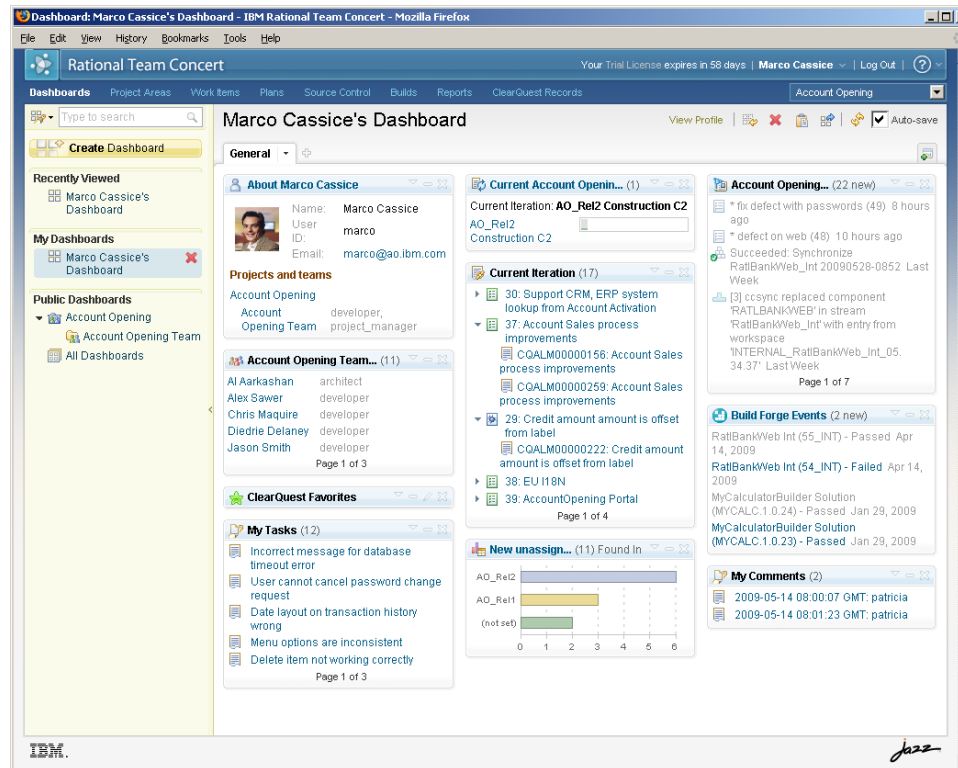 Dashboard: Marco Cassice's Dashboard - IBM Rational Team Concert - Mozilla Firefox
File Edit View History Bookmarks Tools Help
Rational Team Concert
Your Trial License expires in 58 days | Marco Cassice | Log Out | ?
Dashboards Project Areas Work Items Plans Source Control Builds Reports ClearQuest Records
Account Opening
Type to search
Create Dashboard
Recently Viewed
Marco Cassice's
Dashboard
My Dashboards
Marco Cassice's
Dashboard
Public Dashboards
Account Opening
Account Opening Team
All Dashboards
Marco Cassice's Dashboard
View Profile
Auto-save
General
About Marco Cassice
Name: Marco Cassice
User
ID:
marco
Email: marco@ao.ibm.com
Projects and teams
Account Opening
Account
Opening Team
developer,
project_manager
Account Opening Team... (11)
Al Aarkashan architect
Alex Sawer developer
Chris Maquire developer
Diedrie Delaney developer
Jason Smith developer
Page 1 of 3
ClearQuest Favorites
My Tasks (12)
Incorrect message for database
timeout error
User cannot cancel password change
request
Date layout on transaction history
wrong
Menu options are inconsistent
Delete item not working correctly
Page 1 of 3
Current Account Openin... (1)
Current Iteration: AO_Rel2 Construction C2
AO_Rel2
Construction C2
Current Iteration (17)
30: Support CRM, ERP system
lookup from Account Activation
37: Account Sales process
improvements
CQALM00000156: Account Sales
process improvements
CQALM00000259: Account Sales
process improvements
29: Credit amount amount is offset
from label
CQALM00000222: Credit amount
amount is offset from label
38: EU I18N
39: AccountOpening Portal
Page 1 of 4
New unassign... (11) Found In
AO_Rel2
AO_Rel1
(not set)
0 1 2 3 4 5 6
Account Opening... (22 new)
* fix defect with passwords (49) 8 hours
ago
* defect on web (48) 10 hours ago
Succeeded: Synchronize
RatlBankWeb_Int 20090528-0852 Last
Week
[3] ccsync replaced component
'RATLBANKWEB' in stream
'RatlBankWeb_Int' with entry from
workspace
'INTERNAL_RatlBankWeb_Int_05.
34.37' Last Week
Page 1 of 7
Build Forge Events (2 new)
RatlBankWeb Int (55_INT) - Passed Apr
14, 2009
RatlBankWeb Int (54_INT) - Failed Apr 14,
2009
MyCalculatorBuilder Solution
(MYCALC.1.0.24) - Passed Jan 29, 2009
MyCalculatorBuilder Solution
(MYCALC.1.0.23) - Passed Jan 29, 2009
My Comments (2)
2009-05-14 08:00:07 GMT: patricia
2009-05-14 08:01:23 GMT: patricia
IBM.
jazz